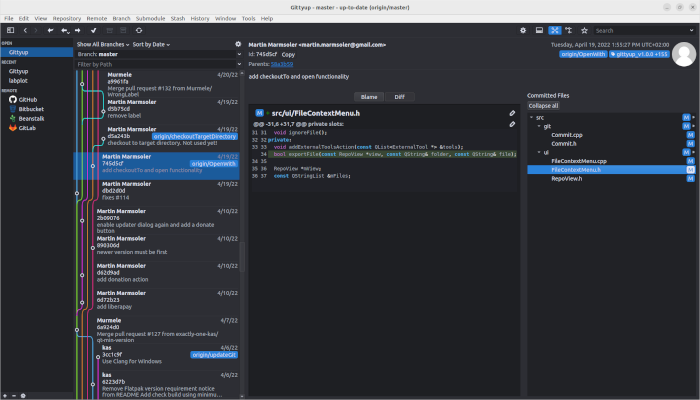 Gittyup - master - up-to-date (origin/master)
File Edit View Repository Remote Branch Submodule Stash History Window Tools Help
Search
OPEN
Gittyup
RECENT
Gittyup
labplot
REMOTE
GitHub
Bitbucket
Beanstalk
GitLab
Show All Branches Sort by Date
Branch: master
Filter by Path
Murmele 4/20/22
a9961fa
Merge pull request #132 from Murmele/
WrongLabel
Martin Marmsoler 4/19/22
remove label
Martin Marmsoler 4/19/22
d5a243b origin/checkoutTargetDirectory
checkout to target directory. Not used yet!
Martin Marmsoler 4/19/22
745d5cf origin/OpenWith
add checkoutTo and open functionality
Martin Marmsoler 4/19/22
dbd2d0d
fixes #114
Martin Marmsoler 4/10/22
2b09076
enable updater dialog again and add a donate
button
Martin Marmsoler 4/10/22
890306d
newer version must be first
Martin Marmsoler 4/10/22
d62d9ad
add donation action
Martin Marmsoler 4/10/22
6d72b23
add liberapay
Murmele 4/7/22
6a924d0
Merge pull request #127 from exactly-one-kas/
qt-min-version
kas 4/6/22
3cc1c9f origin/updateGit
Use Clang for Windows
kas 4/6/22
6223d7b
Remove Flatpak version requirement notice
from README Add check build using minimu...
Martin Marmsoler <martin.marmsoler@gmail.com>
Id: 745d5cf Copy
Parents:
add checkoutTo and open functionality
Tuesday, April 19, 2022 1:55:27 PM UTC+02:00
origin/OpenWith gittyup_v1.0.0 +155
Blame Diff
M src/ui/FileContextMenu.h
@@ -31,6 +31,7 @@ private slots:
31 31 void ignoreFile();
32 32 private:
33 33 void addExternalToolsAction(const QList<ExternalTool *> &tools);
34 bool exportFile(const RepoView *view, const QString& folder, const QString& file);
34 35
35 36 RepoView *mView;
36 37 const QStringList &mFiles;
Committed Files
Collapse all
src M
git M
Commit.cpp M
Commit.h M
ui M
FileContextMenu.cpp M
FileContextMenu.h M
RepoView.h M